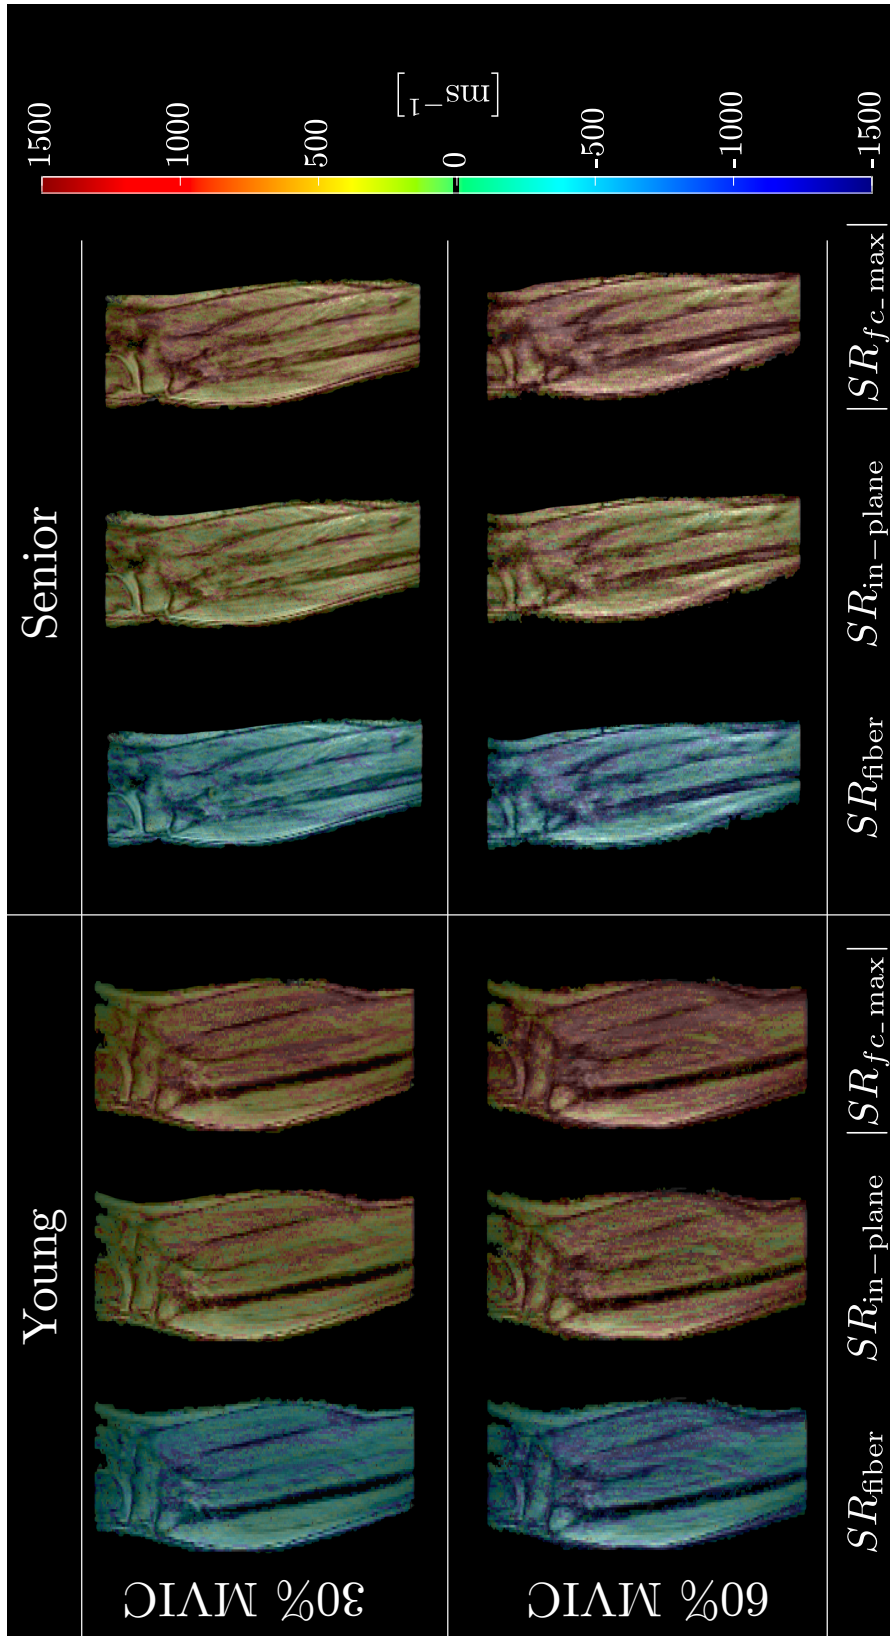 Young
Senior
30% MVIC
60% MVIC
SR_fiber
SR_in−plane
|SR_fc_max|
SR_fiber
SR_in−plane
|SR_fc_max|
1500
1000
500
0
-500
-1000
-1500
[ms⁻¹]